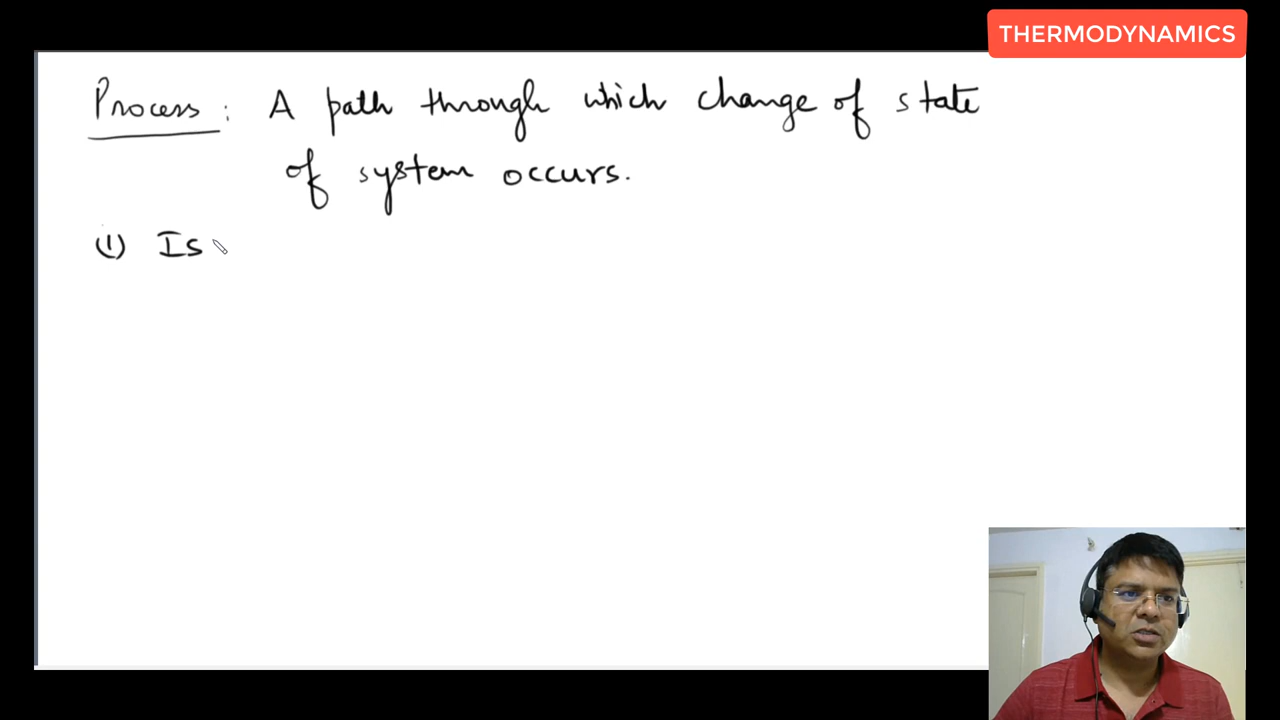 THERMODYNAMICS
Process : A path through which change of state
of system occurs.
(1) Is